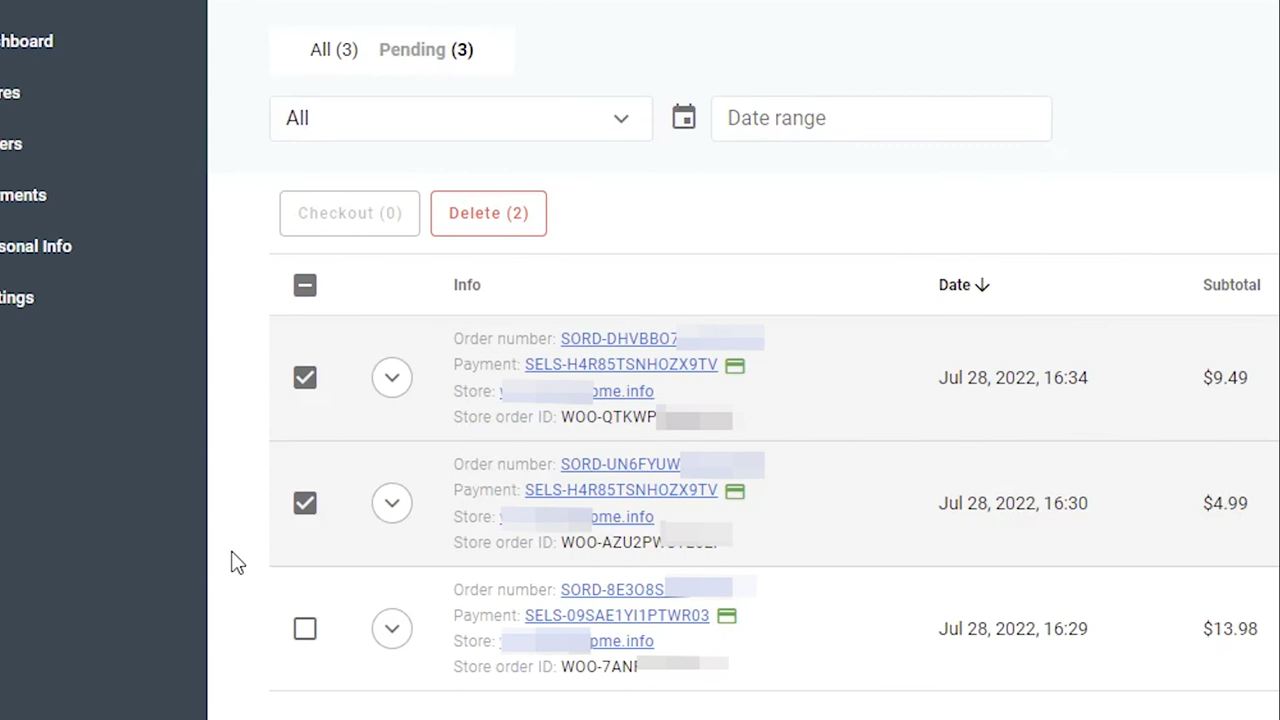 hboard
res
ers
ments
sonal Info
tings
All (3) Pending (3)
All
Date range
Checkout (0) Delete (2)
Info Date Subtotal
Order number: SORD-DHVBBO7
Payment: SELS-H4R85TSNHOZX9TV
Store: pme.info
Store order ID: WOO-QTKWP
Jul 28, 2022, 16:34 $9.49
Order number: SORD-UN6FYUW
Payment: SELS-H4R85TSNHOZX9TV
Store: pme.info
Store order ID: WOO-AZU2PW
Jul 28, 2022, 16:30 $4.99
Order number: SORD-8E3O8S
Payment: SELS-09SAE1YI1PTWR03
Store: pme.info
Store order ID: WOO-7ANF
Jul 28, 2022, 16:29 $13.98